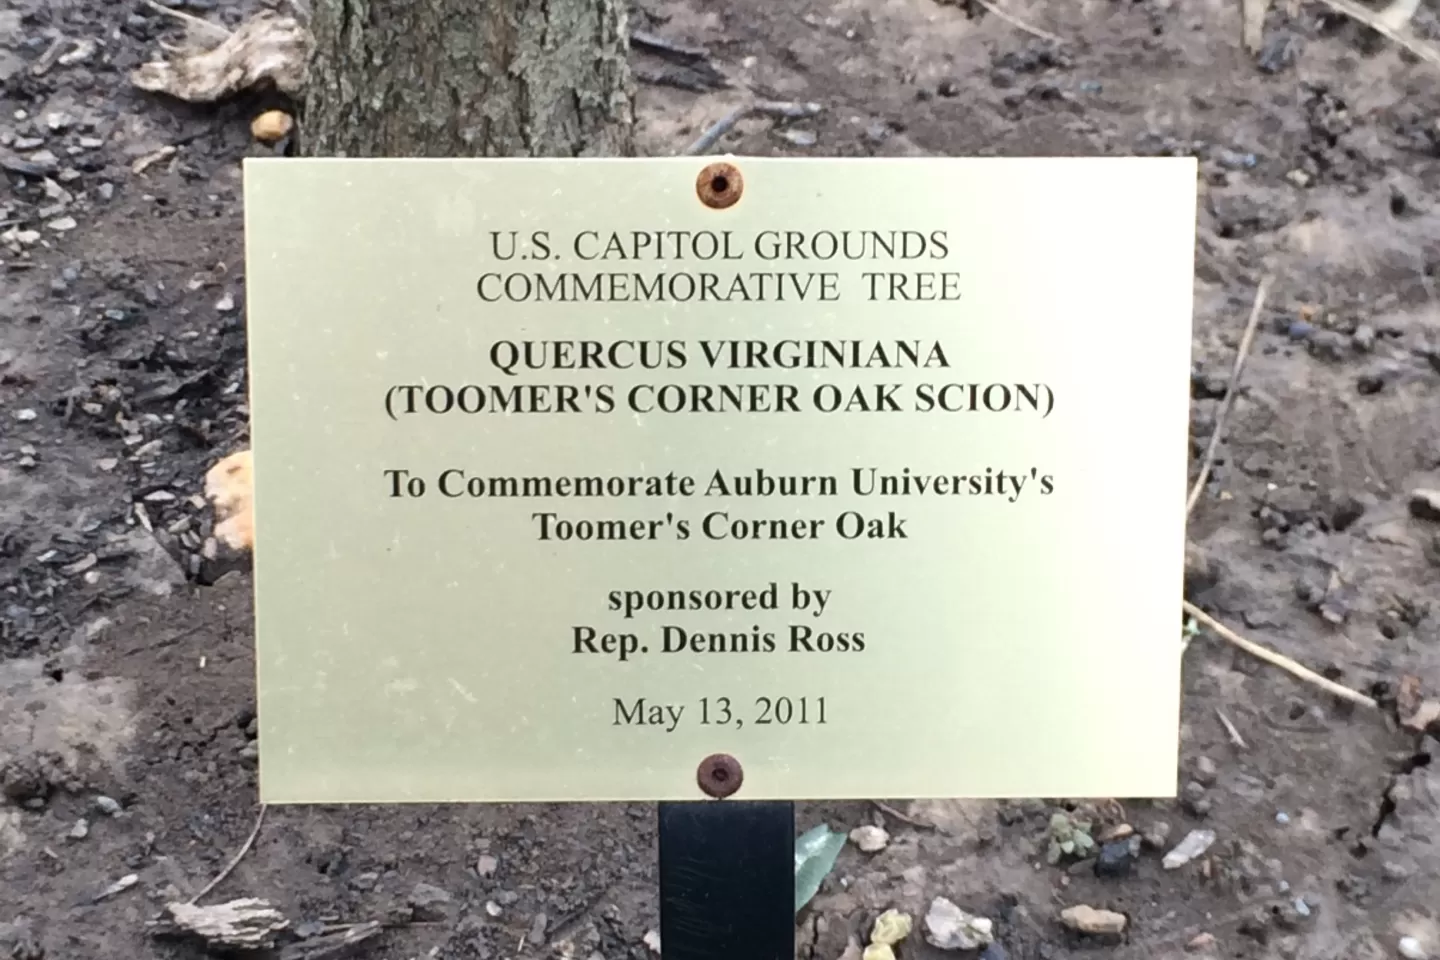 U.S. CAPITOL GROUNDS
COMMEMORATIVE TREE
QUERCUS VIRGINIANA
(TOOMER'S CORNER OAK SCION)
To Commemorate Auburn University's
Toomer's Corner Oak
sponsored by
Rep. Dennis Ross
May 13, 2011